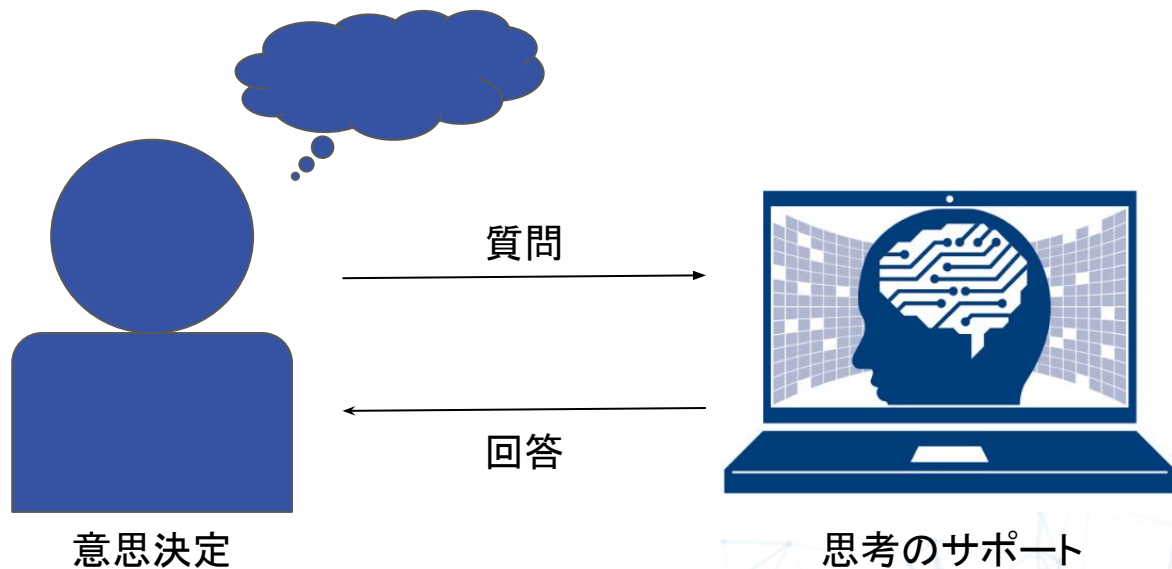 質問
回答
意思決定
思考のサポート